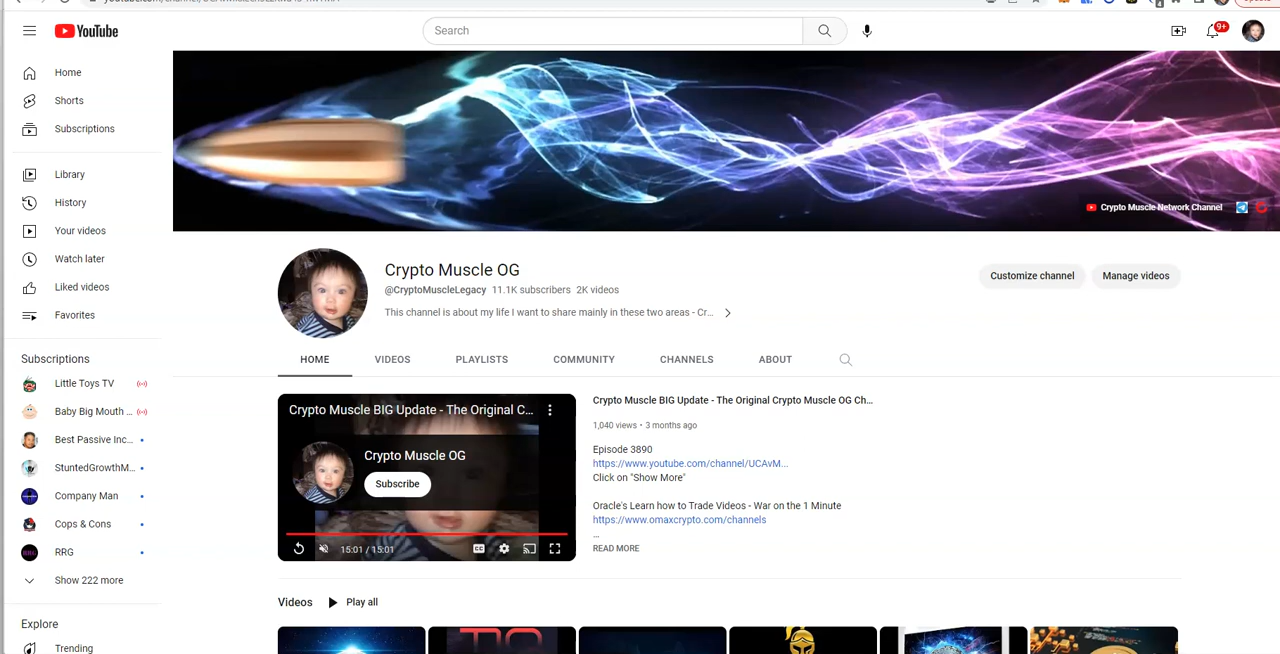 YouTube
Search
9+
Home
Shorts
Subscriptions
Library
History
Your videos
Watch later
Liked videos
Favorites
Subscriptions
Little Toys TV
Baby Big Mouth ...
Best Passive Inc...
StuntedGrowthM...
Company Man
Cops & Cons
RRG
Show 222 more
Explore
Trending
Crypto Muscle Network Channel
Crypto Muscle OG
@CryptoMuscleLegacy 11.1K subscribers 2K videos
This channel is about my life I want to share mainly in these two areas - Cr...
Customize channel
Manage videos
HOME VIDEOS PLAYLISTS COMMUNITY CHANNELS ABOUT
Crypto Muscle BIG Update - The Original C...
Crypto Muscle OG
Subscribe
15:01 / 15:01
Crypto Muscle BIG Update - The Original Crypto Muscle OG Ch...
1,040 views • 3 months ago
Episode 3890
https://www.youtube.com/channel/UCAvM...
Click on "Show More"
Oracle's Learn how to Trade Videos - War on the 1 Minute
https://www.omaxcrypto.com/channels
...
READ MORE
Videos Play all